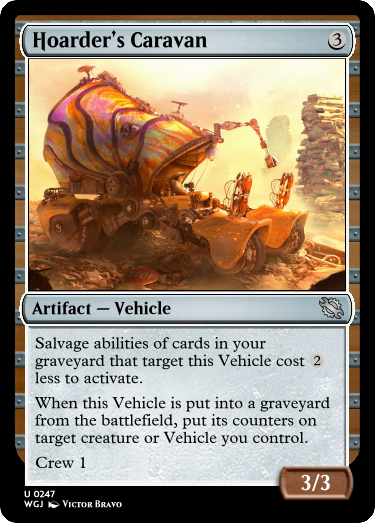 Hoarder's Caravan 3
Artifact — Vehicle
Salvage abilities of cards in your
graveyard that target this Vehicle cost 2
less to activate.
When this Vehicle is put into a graveyard
from the battlefield, put its counters on
target creature or Vehicle you control.
Crew 1
3/3
U 0247
WGJ Victor Bravo